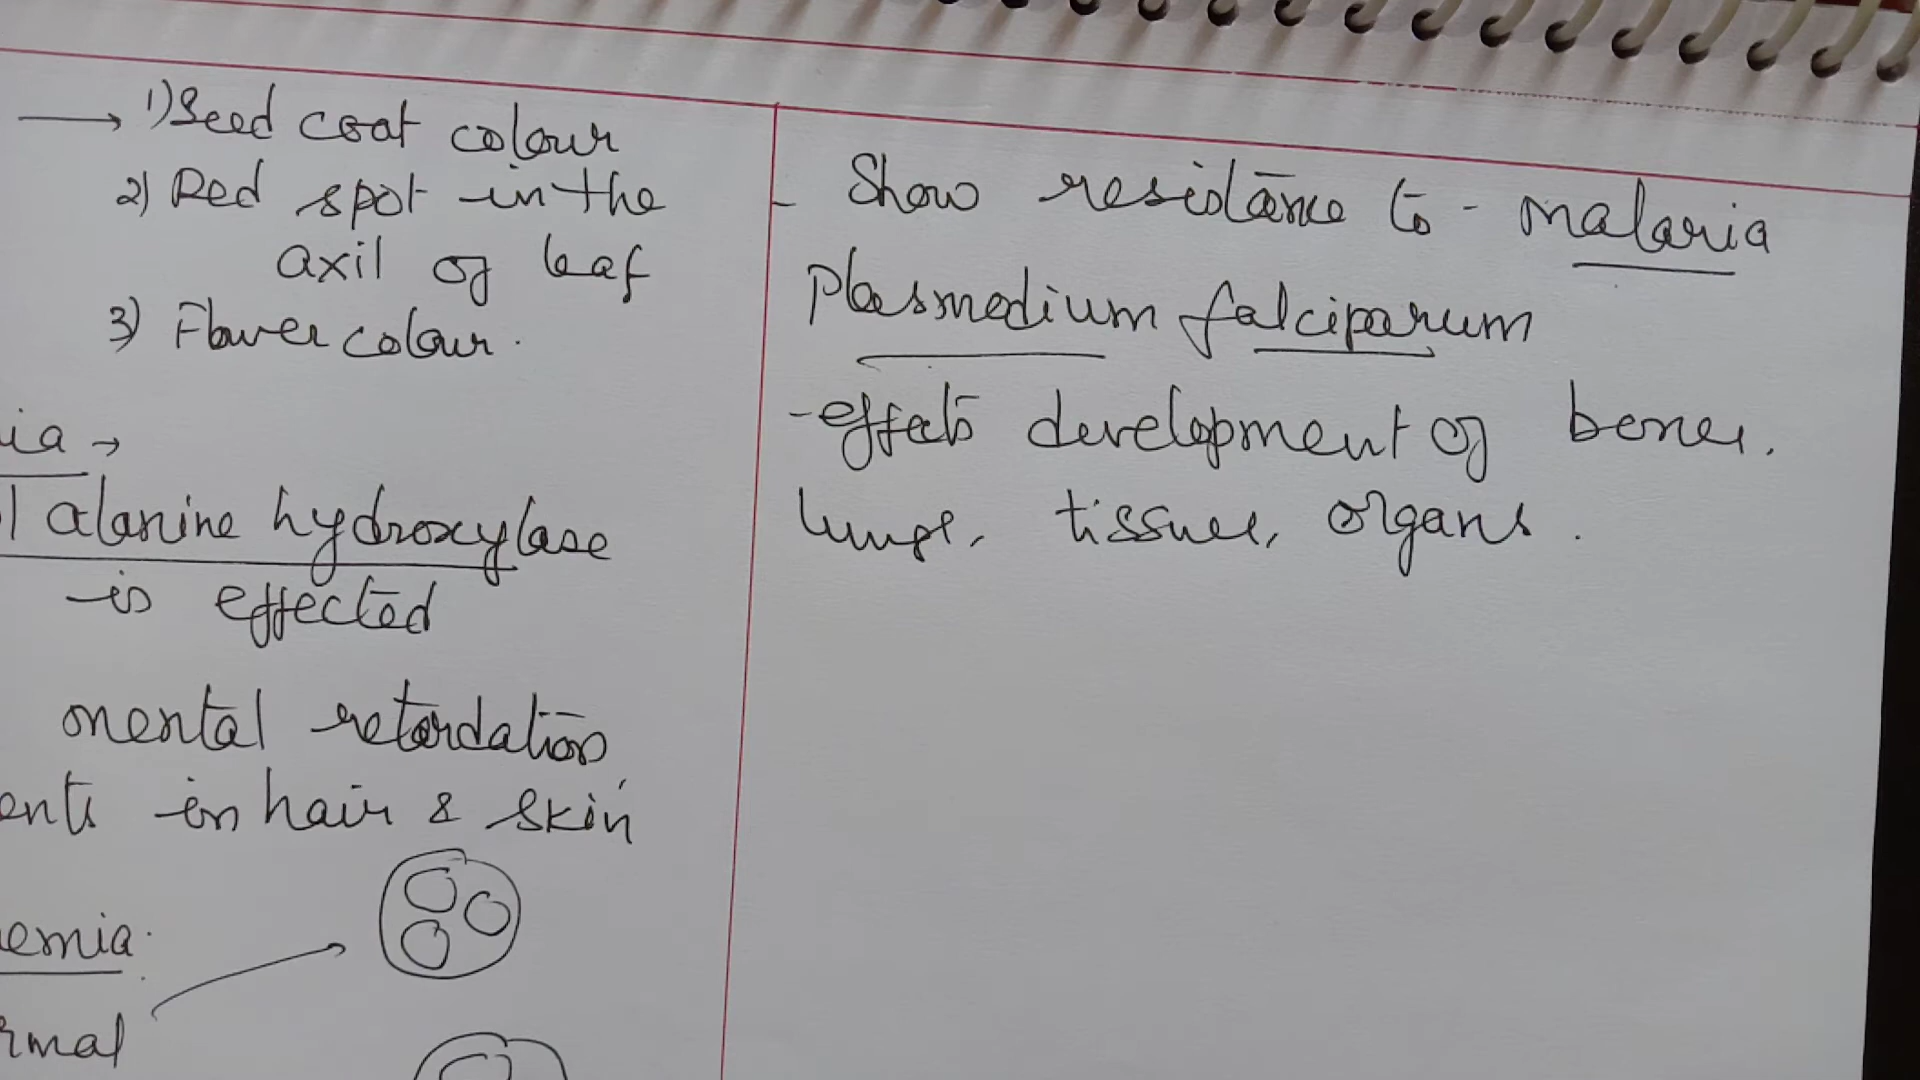 → 1) Seed coat colour
2) Red spot in the
axil of leaf
3) Flower colour.
ia →
l alanine hydroxylase
is effected
mental retardation,
ents in hair & skin
emia.
rmal
- Show resistance to - malaria
Plasmodium falciparum
- effects development of bones.
lungs, tissues, organs.